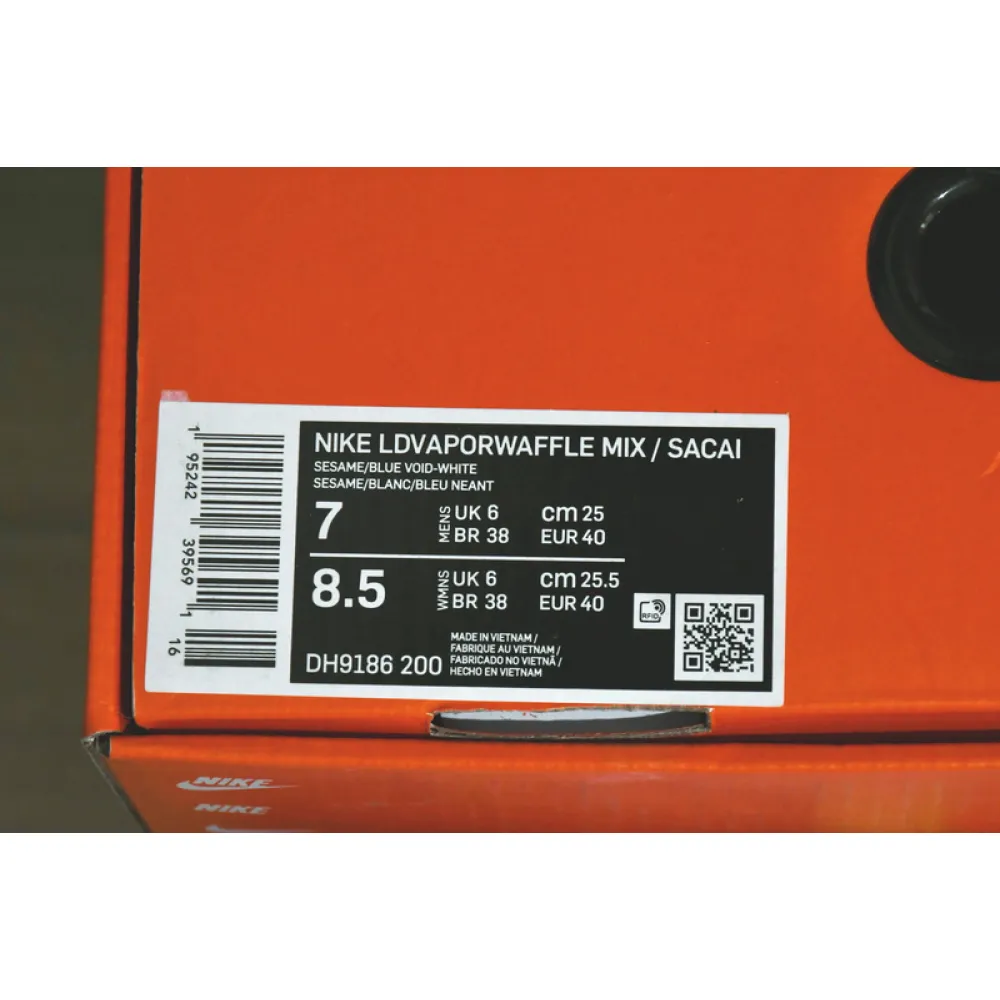 NIKE LDVAPORWAFFLE MIX / SACAI
SESAME/BLUE VOID-WHITE
SESAME/BLANC/BLEU NEANT
7 MENS UK 6 cm 25
BR 38 EUR 40
8.5 WMNS UK 6 cm 25.5
BR 38 EUR 40
RFID
MADE IN VIETNAM /
FABRIQUE AU VIETNAM /
DH9186 200 FABRICADO NO VIETNÃ /
HECHO EN VIETNAM
1 95242 39569 1 16
NIKE
NIKE